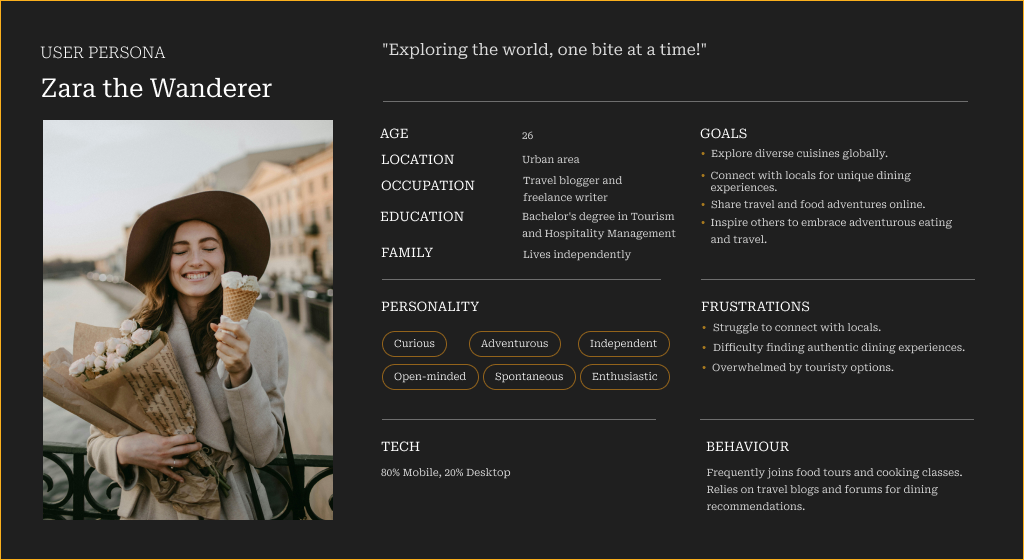 USER PERSONA
Zara the Wanderer
"Exploring the world, one bite at a time!"
AGE
26
LOCATION
Urban area
OCCUPATION
Travel blogger and
freelance writer
EDUCATION
Bachelor's degree in Tourism
and Hospitality Management
FAMILY
Lives independently
GOALS
• Explore diverse cuisines globally.
• Connect with locals for unique dining
experiences.
• Share travel and food adventures online.
• Inspire others to embrace adventurous eating
and travel.
PERSONALITY
Curious
Adventurous
Independent
Open-minded
Spontaneous
Enthusiastic
FRUSTRATIONS
• Struggle to connect with locals.
• Difficulty finding authentic dining experiences.
• Overwhelmed by touristy options.
TECH
80% Mobile, 20% Desktop
BEHAVIOUR
Frequently joins food tours and cooking classes.
Relies on travel blogs and forums for dining
recommendations.